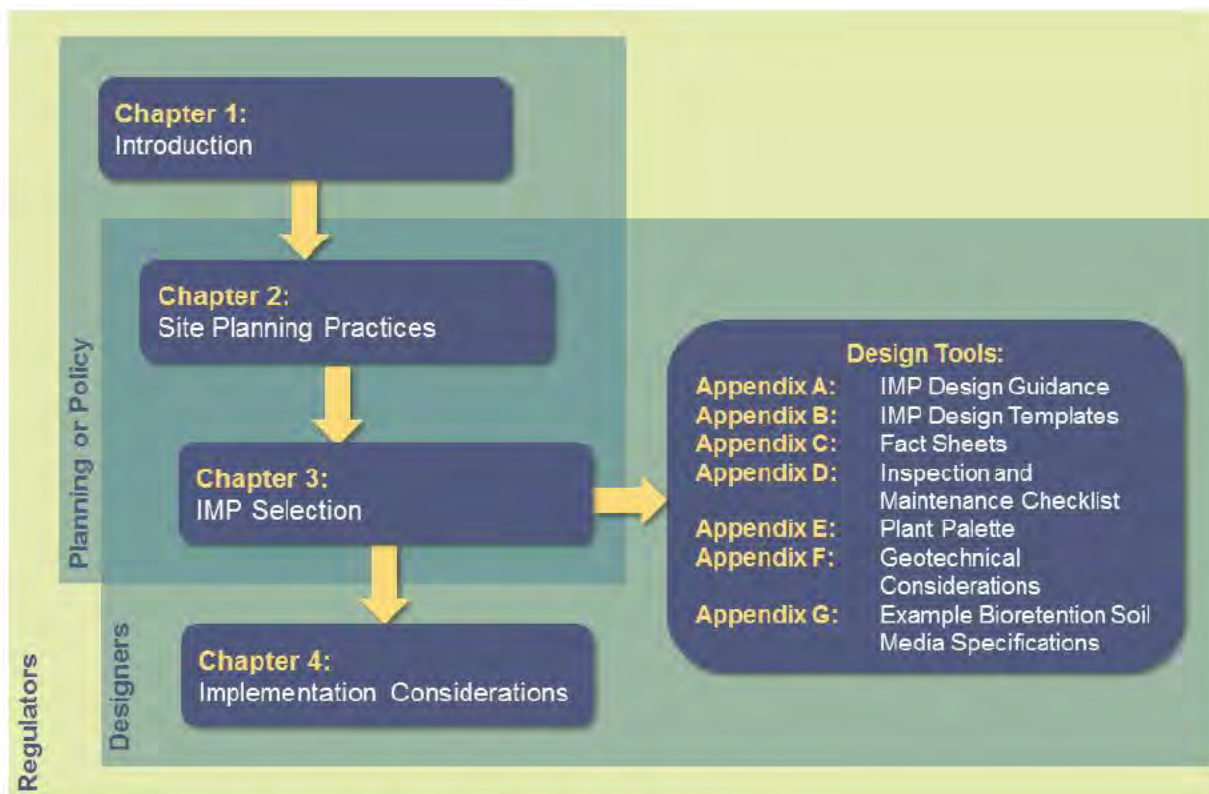 Chapter 1:
Introduction
Chapter 2:
Site Planning Practices
Chapter 3:
IMP Selection
Chapter 4:
Implementation Considerations
Design Tools:
Appendix A: IMP Design Guidance
Appendix B: IMP Design Templates
Appendix C: Fact Sheets
Appendix D: Inspection and
Maintenance Checklist
Appendix E: Plant Palette
Appendix F: Geotechnical
Considerations
Appendix G: Example Bioretention Soil
Media Specifications
Planning or Policy
Designers
Regulators